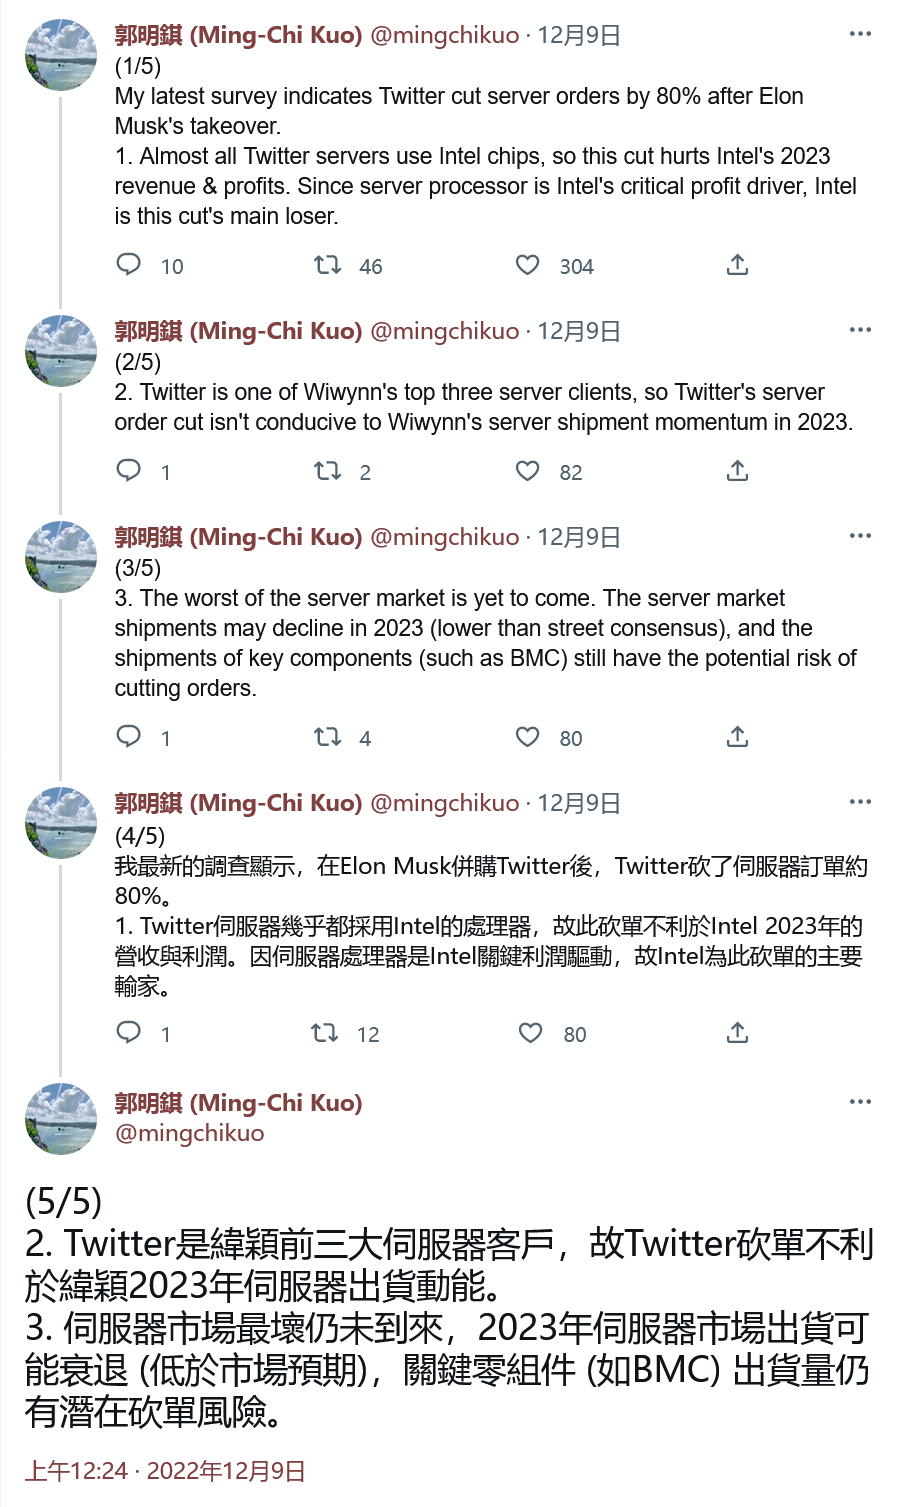 郭明錤 (Ming-Chi Kuo) @mingchikuo · 12月9日
(1/5)
My latest survey indicates Twitter cut server orders by 80% after Elon
Musk's takeover.
1. Almost all Twitter servers use Intel chips, so this cut hurts Intel's 2023
revenue & profits. Since server processor is Intel's critical profit driver, Intel
is this cut's main loser.
10 46 304
郭明錤 (Ming-Chi Kuo) @mingchikuo · 12月9日
(2/5)
2. Twitter is one of Wiwynn's top three server clients, so Twitter's server
order cut isn't conducive to Wiwynn's server shipment momentum in 2023.
1 2 82
郭明錤 (Ming-Chi Kuo) @mingchikuo · 12月9日
(3/5)
3. The worst of the server market is yet to come. The server market
shipments may decline in 2023 (lower than street consensus), and the
shipments of key components (such as BMC) still have the potential risk of
cutting orders.
1 4 80
郭明錤 (Ming-Chi Kuo) @mingchikuo · 12月9日
(4/5)
我最新的調查顯示，在Elon Musk併購Twitter後，Twitter砍了伺服器訂單約
80%。
1. Twitter伺服器幾乎都採用Intel的處理器，故此砍單不利於Intel 2023年的
營收與利潤。因伺服器處理器是Intel關鍵利潤驅動，故Intel為此砍單的主要
輸家。
1 12 80
郭明錤 (Ming-Chi Kuo)
@mingchikuo
(5/5)
2. Twitter是緯穎前三大伺服器客戶，故Twitter砍單不利
於緯穎2023年伺服器出貨動能。
3. 伺服器市場最壞仍未到來，2023年伺服器市場出貨可
能衰退 (低於市場預期)，關鍵零組件 (如BMC) 出貨量仍
有潛在砍單風險。
上午12:24 · 2022年12月9日